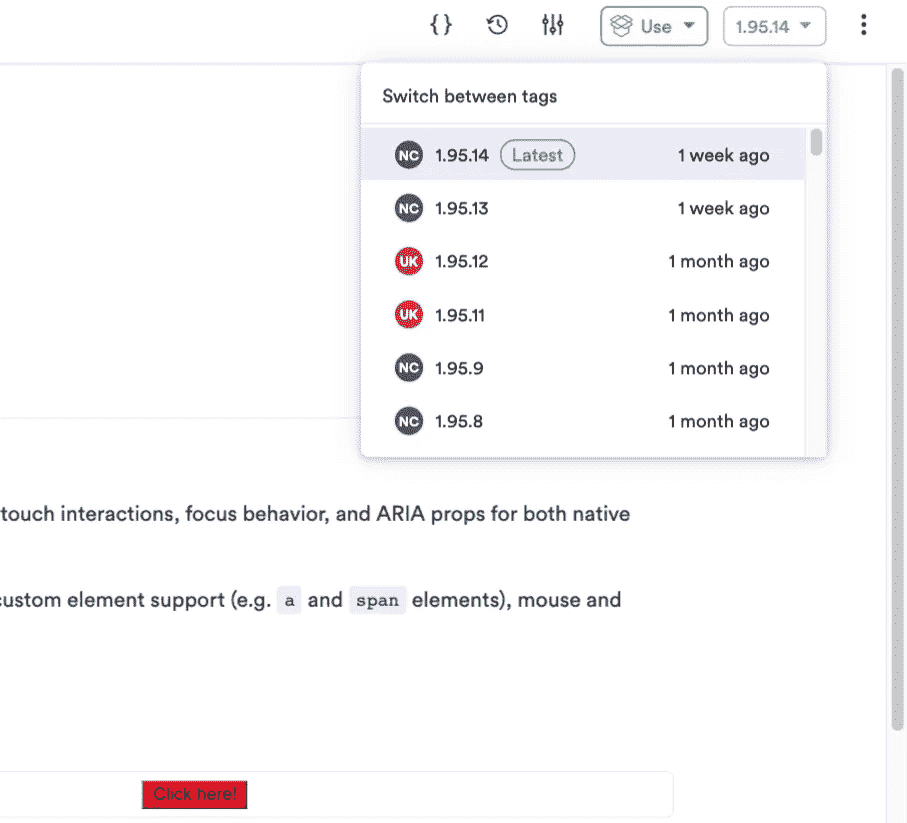 {} Use 1.95.14
Switch between tags
NC 1.95.14 Latest 1 week ago
NC 1.95.13 1 week ago
UK 1.95.12 1 month ago
UK 1.95.11 1 month ago
NC 1.95.9 1 month ago
NC 1.95.8 1 month ago
touch interactions, focus behavior, and ARIA props for both native
custom element support (e.g. a and span elements), mouse and
Click here!